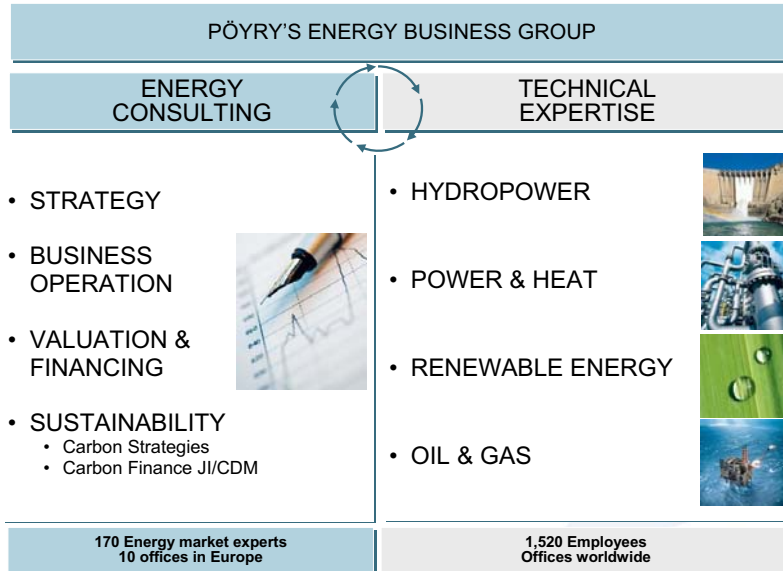 PÖYRY'S ENERGY BUSINESS GROUP
ENERGY
CONSULTING
TECHNICAL
EXPERTISE
• STRATEGY
• BUSINESS
OPERATION
• VALUATION &
FINANCING
• SUSTAINABILITY
• Carbon Strategies
• Carbon Finance JI/CDM
• HYDROPOWER
• POWER & HEAT
• RENEWABLE ENERGY
• OIL & GAS
170 Energy market experts
10 offices in Europe
1,520 Employees
Offices worldwide